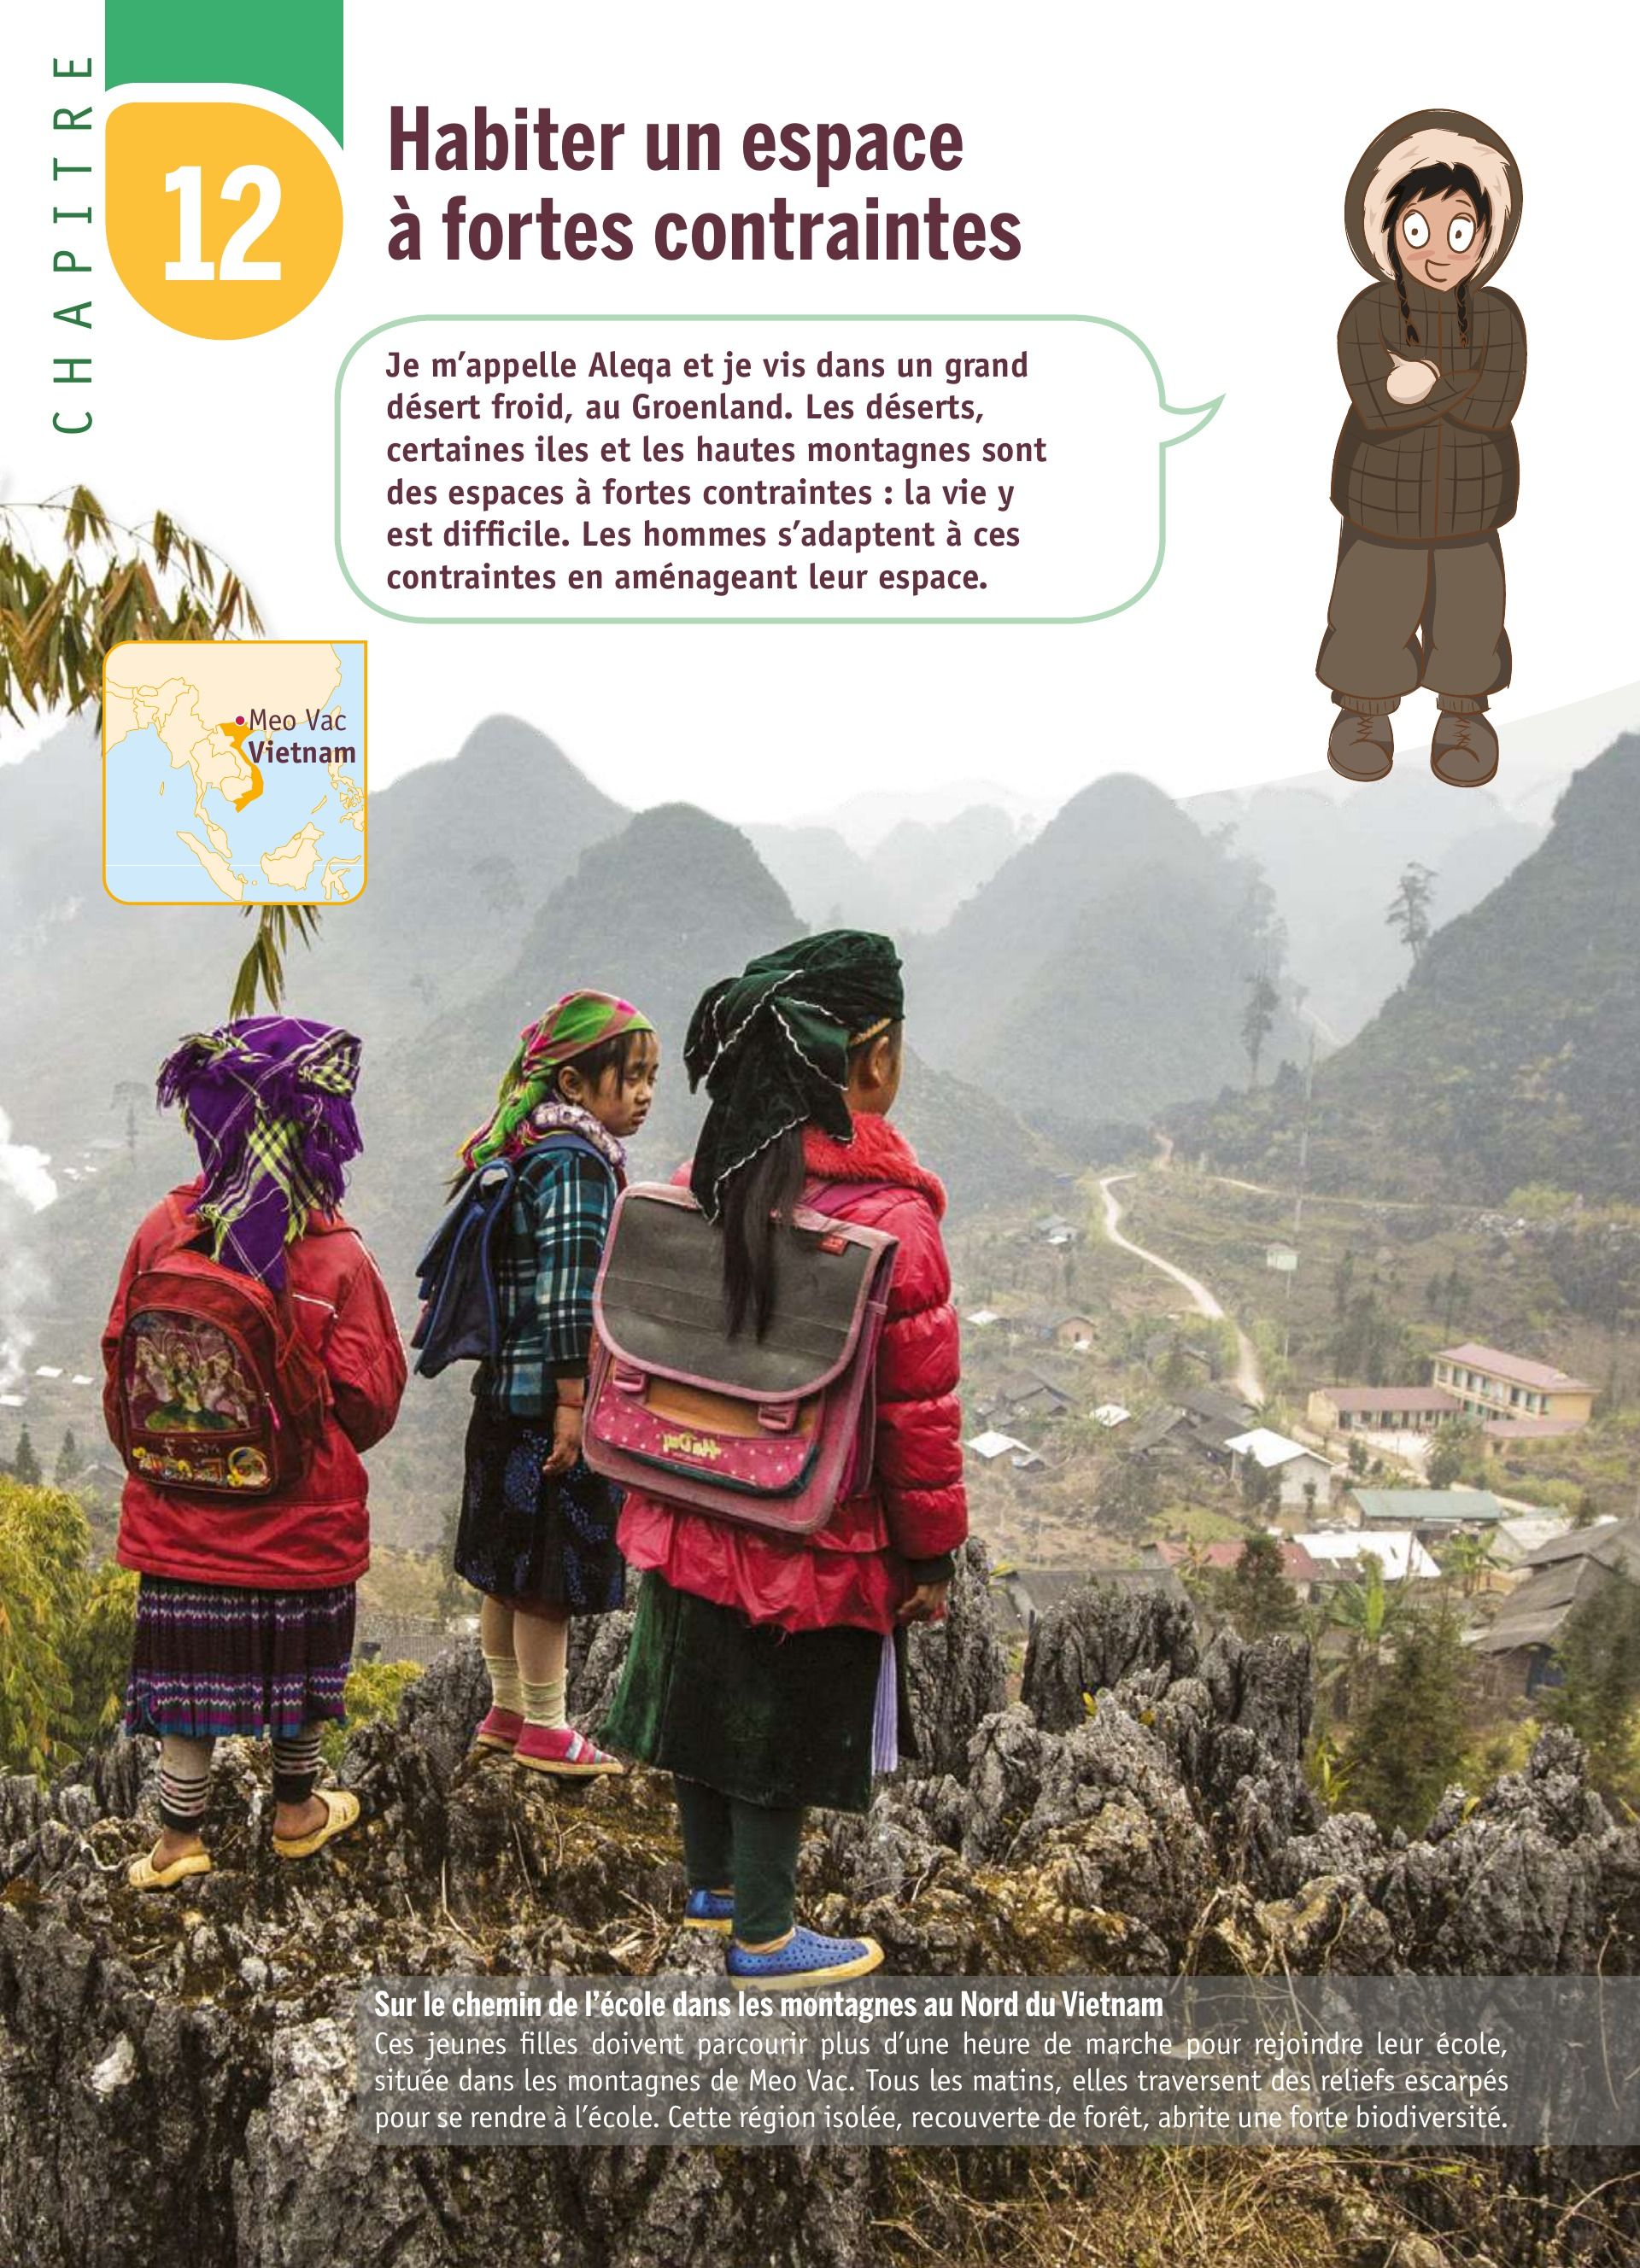 CHAPITRE
12
Habiter un espace
à fortes contraintes
Je m'appelle Aleqa et je vis dans un grand
désert froid, au Groenland. Les déserts,
certaines iles et les hautes montagnes sont
des espaces à fortes contraintes : la vie y
est difficile. Les hommes s'adaptent à ces
contraintes en aménageant leur espace.
Meo Vac
Vietnam
Sur le chemin de l'école dans les montagnes au Nord du Vietnam
Ces jeunes filles doivent parcourir plus d'une heure de marche pour rejoindre leur école,
située dans les montagnes de Meo Vac. Tous les matins, elles traversent des reliefs escarpés
pour se rendre à l'école. Cette région isolée, recouverte de forêt, abrite une forte biodiversité.